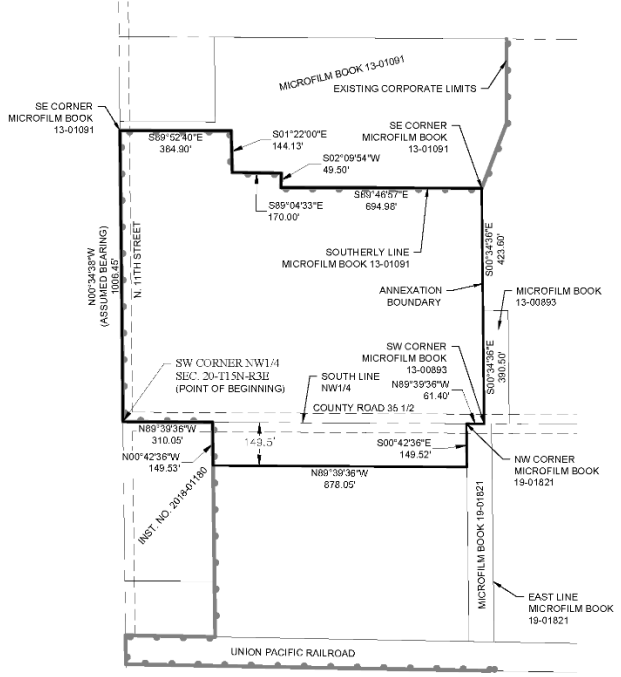 MICROFILM BOOK 13-01091
EXISTING CORPORATE LIMITS
SE CORNER
MICROFILM BOOK
13-01091
S89°52'40"E
364.90'
S01°22'00"E
144.13'
S02°09'54"W
49.50'
SE CORNER
MICROFILM BOOK
13-01091
S89°04'33"E
170.00'
S89°46'57"E
694.98'
N00°34'38"W
(ASSUMED BEARING)
1006.45'
N. 11TH STREET
SOUTHERLY LINE
MICROFILM BOOK 13-01091
S00°34'36"E
423.60'
ANNEXATION
BOUNDARY
MICROFILM BOOK
13-00893
SW CORNER
MICROFILM BOOK
13-00893
S00°34'36"E
390.50'
SW CORNER NW1/4
SEC. 20-T15N-R3E
(POINT OF BEGINNING)
SOUTH LINE
NW1/4
N89°39'36"W
61.40'
COUNTY ROAD 35 1/2
N89°39'36"W
310.05'
149.5'
S00°42'36"E
149.52'
N00°42'36"W
149.53'
N89°39'36"W
878.05'
NW CORNER
MICROFILM BOOK
19-01821
INST. NO. 2018-01180
MICROFILM BOOK 19-01821
EAST LINE
MICROFILM BOOK
19-01821
UNION PACIFIC RAILROAD